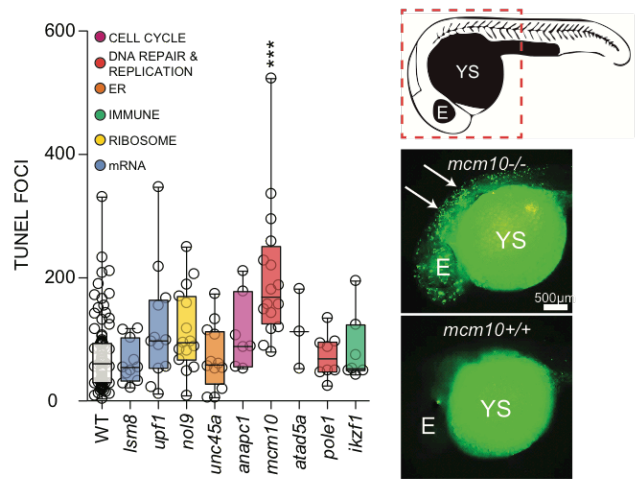 TUNEL FOCI
600
400
200
0
CELL CYCLE
DNA REPAIR &
REPLICATION
ER
IMMUNE
RIBOSOME
mRNA
***
WT
lsm8
upf1
nol9
unc45a
anapc1
mcm10
atad5a
pole1
ikzf1
YS
E
mcm10-/-
YS
E
500µm
mcm10+/+
YS
E